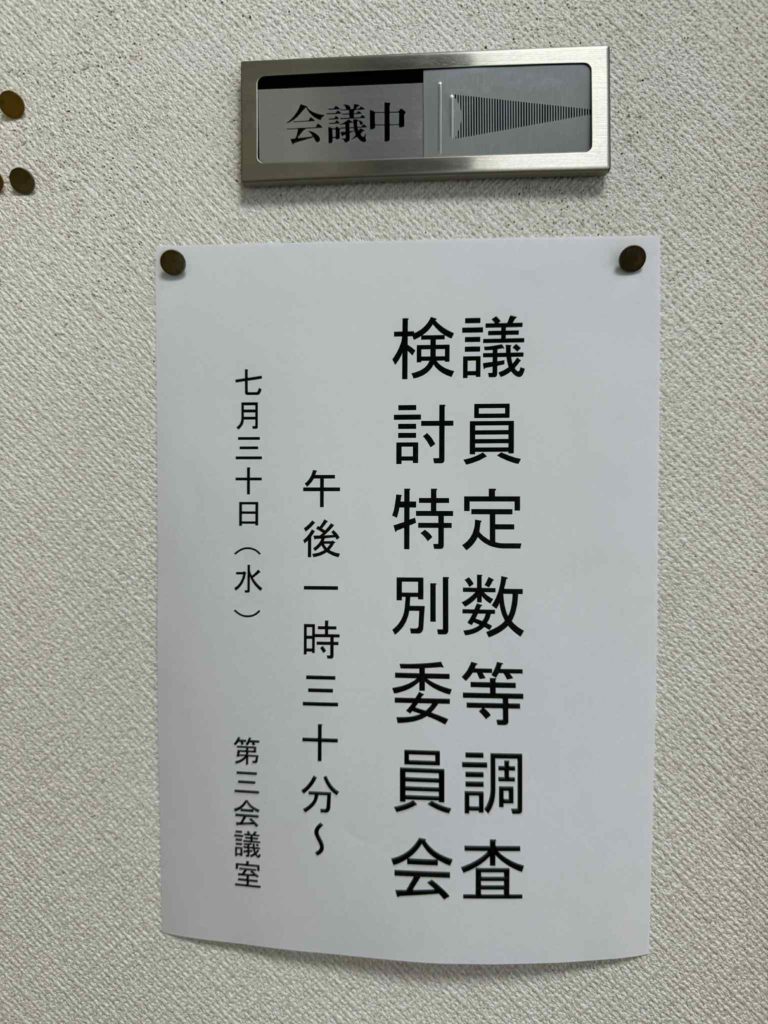 会議中
議員定数等調査
検討特別委員会
午後一時三十分~
七月三十日(水) 第三会議室